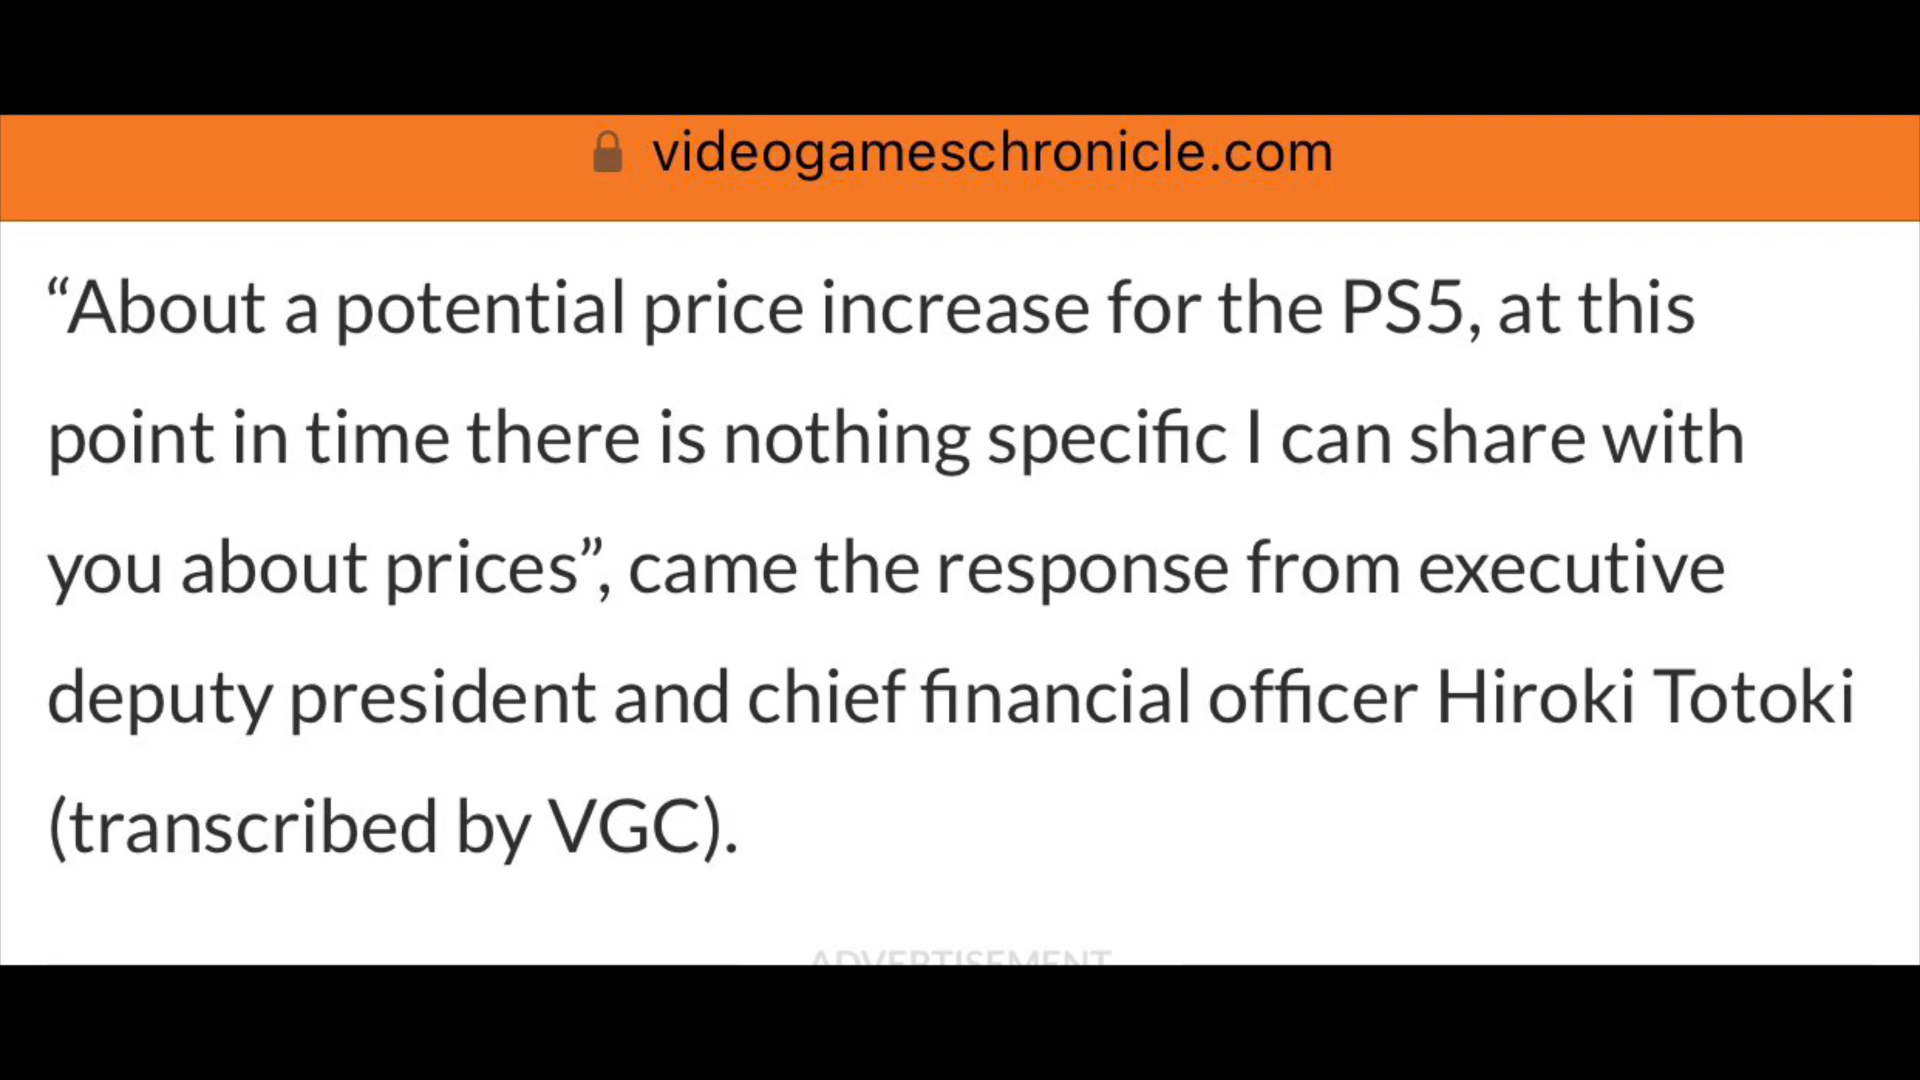 videogameschronicle.com
“About a potential price increase for the PS5, at this
point in time there is nothing specific I can share with
you about prices”, came the response from executive
deputy president and chief financial officer Hiroki Totoki
(transcribed by VGC).
ADVERTISEMENT